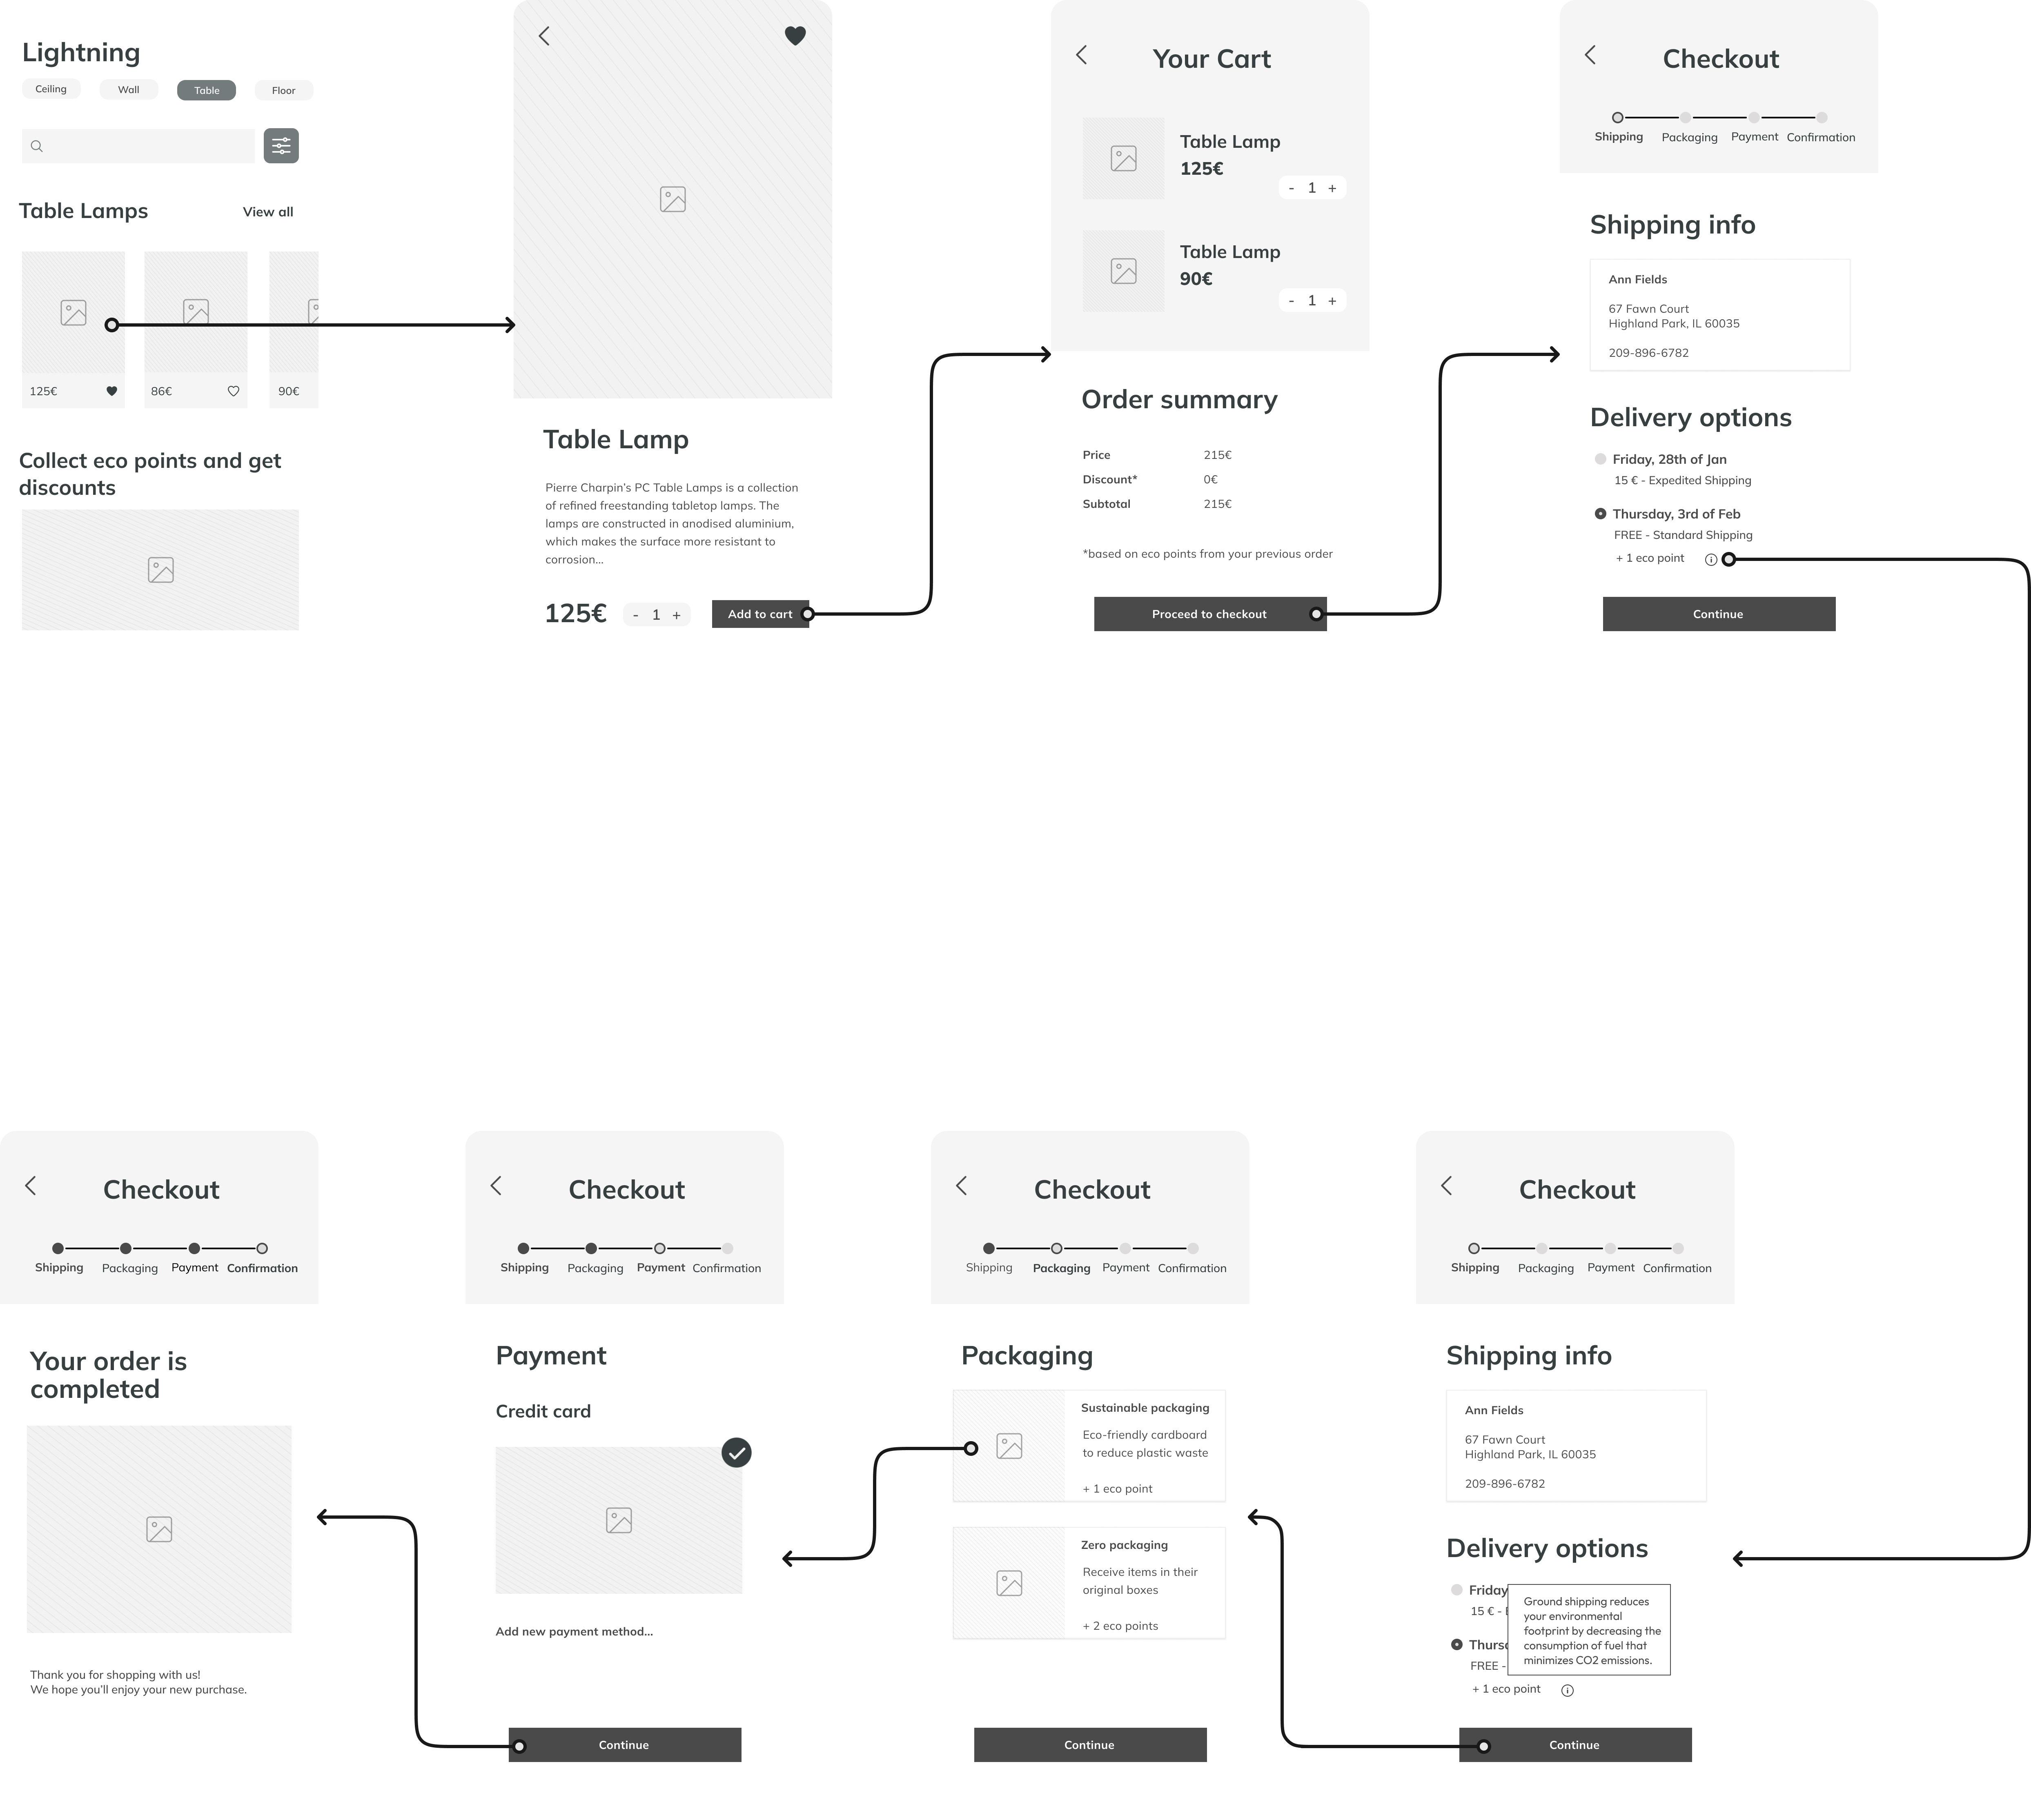 Lightning
Ceiling
Wall
Table
Floor
Table Lamps
View all
125€
86€
90€
Collect eco points and get
discounts
Table Lamp
Pierre Charpin's PC Table Lamps is a collection
of refined freestanding tabletop lamps. The
lamps are constructed in anodised aluminium,
which makes the surface more resistant to
corrosion...
125€
- 1 +
Add to cart
Your Cart
Table Lamp
125€
- 1 +
Table Lamp
90€
- 1 +
Order summary
Price 215€
Discount* 0€
Subtotal 215€
*based on eco points from your previous order
Proceed to checkout
Checkout
Shipping Packaging Payment Confirmation
Shipping info
Ann Fields
67 Fawn Court
Highland Park, IL 60035
209-896-6782
Delivery options
Friday, 28th of Jan
15 € - Expedited Shipping
Thursday, 3rd of Feb
FREE - Standard Shipping
+ 1 eco point
Continue
Checkout
Shipping Packaging Payment Confirmation
Your order is
completed
Thank you for shopping with us!
We hope you'll enjoy your new purchase.
Checkout
Shipping Packaging Payment Confirmation
Payment
Credit card
Add new payment method...
Continue
Checkout
Shipping Packaging Payment Confirmation
Packaging
Sustainable packaging
Eco-friendly cardboard
to reduce plastic waste
+ 1 eco point
Zero packaging
Receive items in their
original boxes
+ 2 eco points
Continue
Checkout
Shipping Packaging Payment Confirmation
Shipping info
Ann Fields
67 Fawn Court
Highland Park, IL 60035
209-896-6782
Delivery options
Friday
15 € -
Thurs
FREE -
Ground shipping reduces
your environmental
footprint by decreasing the
consumption of fuel that
minimizes CO2 emissions.
+ 1 eco point
Continue